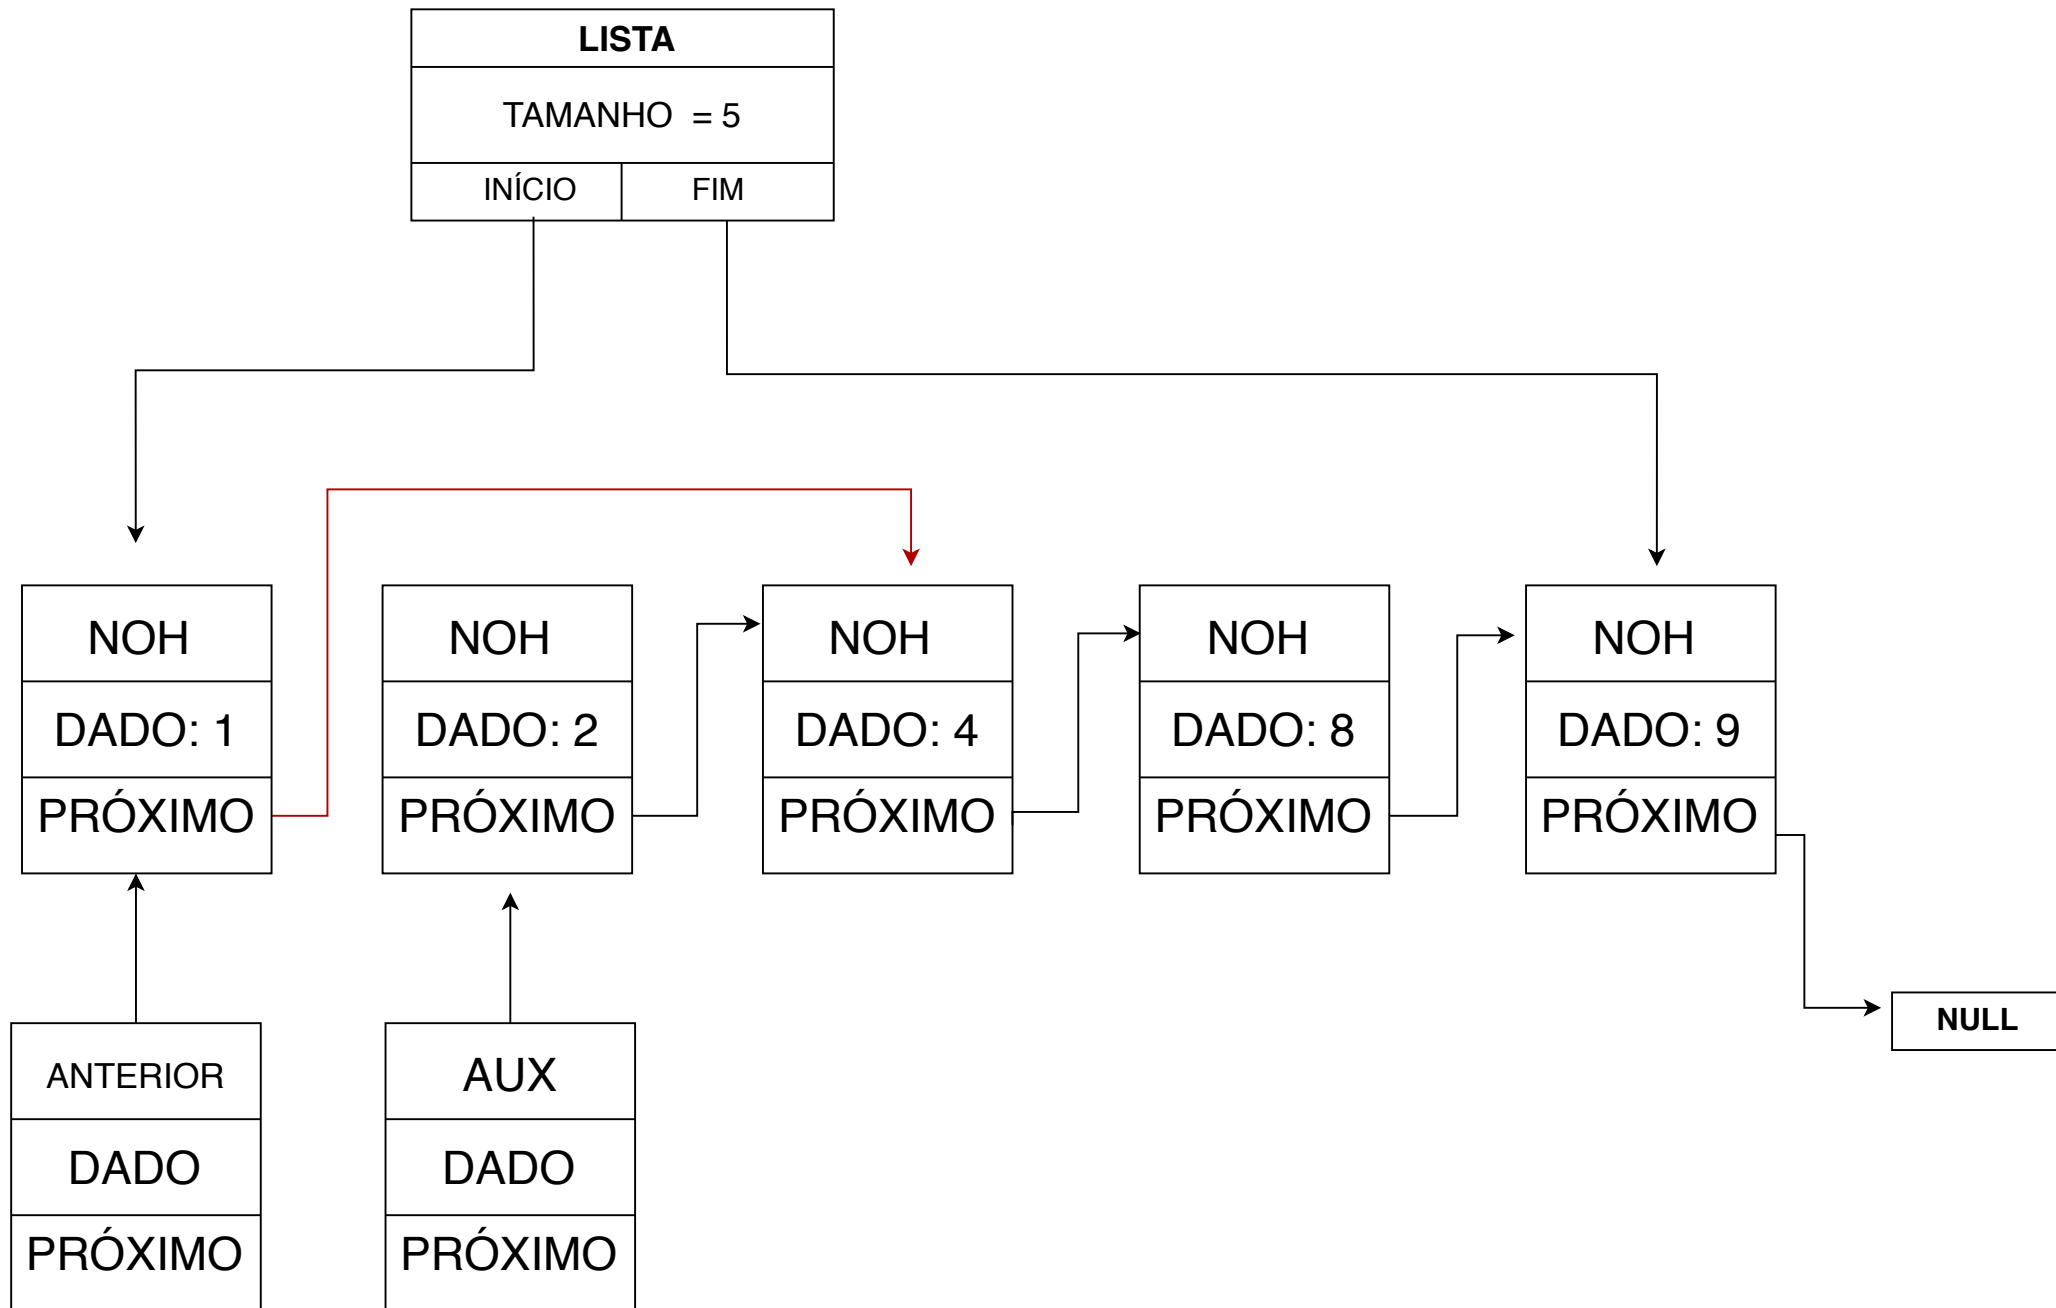 LISTA
TAMANHO = 5
INÍCIO FIM
NOH NOH NOH NOH NOH
DADO: 1 DADO: 2 DADO: 4 DADO: 8 DADO: 9
PRÓXIMO PRÓXIMO PRÓXIMO PRÓXIMO PRÓXIMO
NULL
ANTERIOR AUX
DADO DADO
PRÓXIMO PRÓXIMO